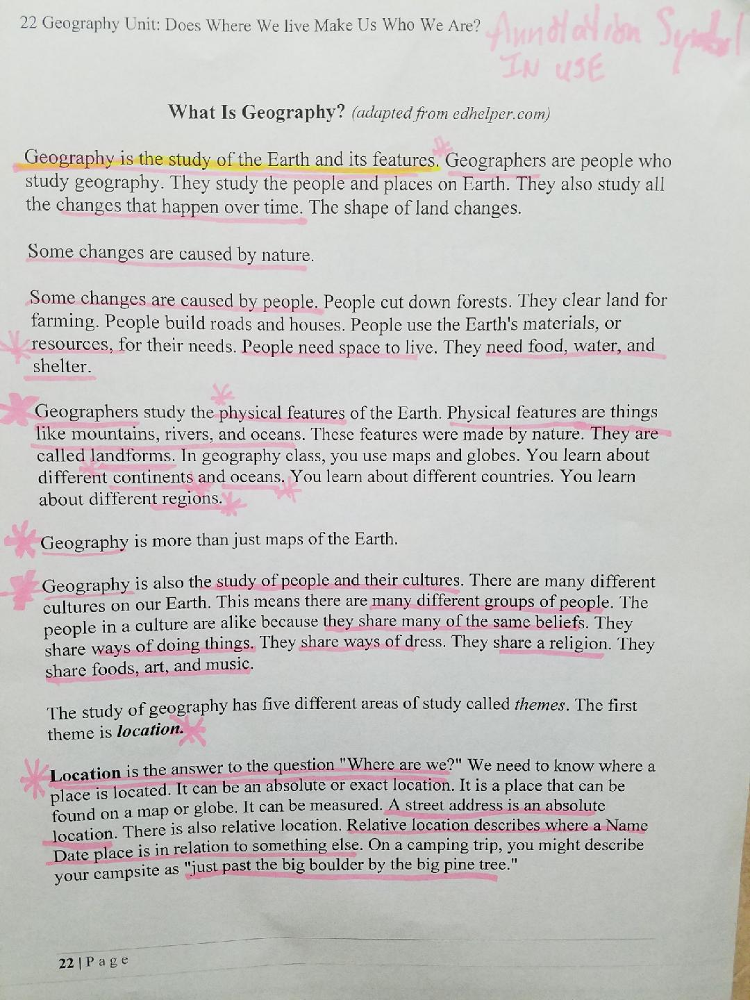 22 Geography Unit: Does Where We live Make Us Who We Are?
Annotation Symbol
IN USE
What Is Geography? (adapted from edhelper.com)
Geography is the study of the Earth and its features. Geographers are people who
study geography. They study the people and places on Earth. They also study all
the changes that happen over time. The shape of land changes.
Some changes are caused by nature.
Some changes are caused by people. People cut down forests. They clear land for
farming. People build roads and houses. People use the Earth's materials, or
resources, for their needs. People need space to live. They need food, water, and
shelter.
Geographers study the physical features of the Earth. Physical features are things
like mountains, rivers, and oceans. These features were made by nature. They are
called landforms. In geography class, you use maps and globes. You learn about
different continents and oceans. You learn about different countries. You learn
about different regions.
Geography is more than just maps of the Earth.
Geography is also the study of people and their cultures. There are many different
cultures on our Earth. This means there are many different groups of people. The
people in a culture are alike because they share many of the same beliefs. They
share ways of doing things. They share ways of dress. They share a religion. They
share foods, art, and music.
The study of geography has five different areas of study called themes. The first
theme is location.
Location is the answer to the question "Where are we?" We need to know where a
place is located. It can be an absolute or exact location. It is a place that can be
found on a map or globe. It can be measured. A street address is an absolute
location. There is also relative location. Relative location describes where a Name
Date place is in relation to something else. On a camping trip, you might describe
your campsite as "just past the big boulder by the big pine tree."
22 | P a g e